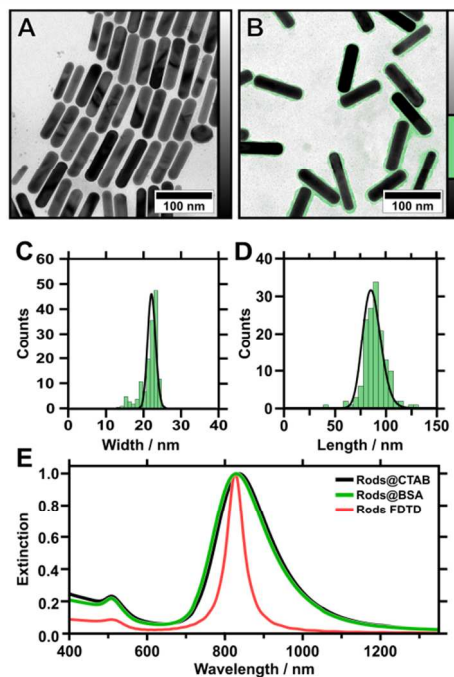 A
B
100 nm
100 nm
C
D
60
50
40
30
20
10
0
Counts
0 10 20 30 40
Width / nm
40
30
20
10
0
Counts
0 50 100 150
Length / nm
E
1.0
0.8
0.6
0.4
0.2
0.0
Extinction
Rods@CTAB
Rods@BSA
Rods FDTD
400 600 800 1000 1200
Wavelength / nm